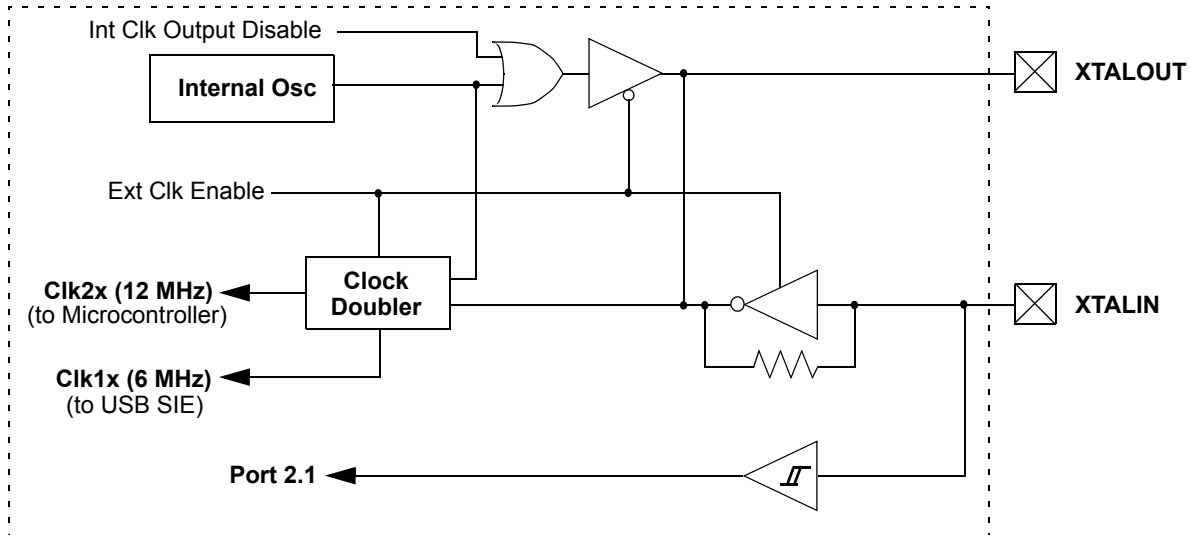 Int Clk Output Disable
Internal Osc
XTALOUT
Ext Clk Enable
Clock
Doubler
Clk2x (12 MHz)
(to Microcontroller)
XTALIN
Clk1x (6 MHz)
(to USB SIE)
Port 2.1